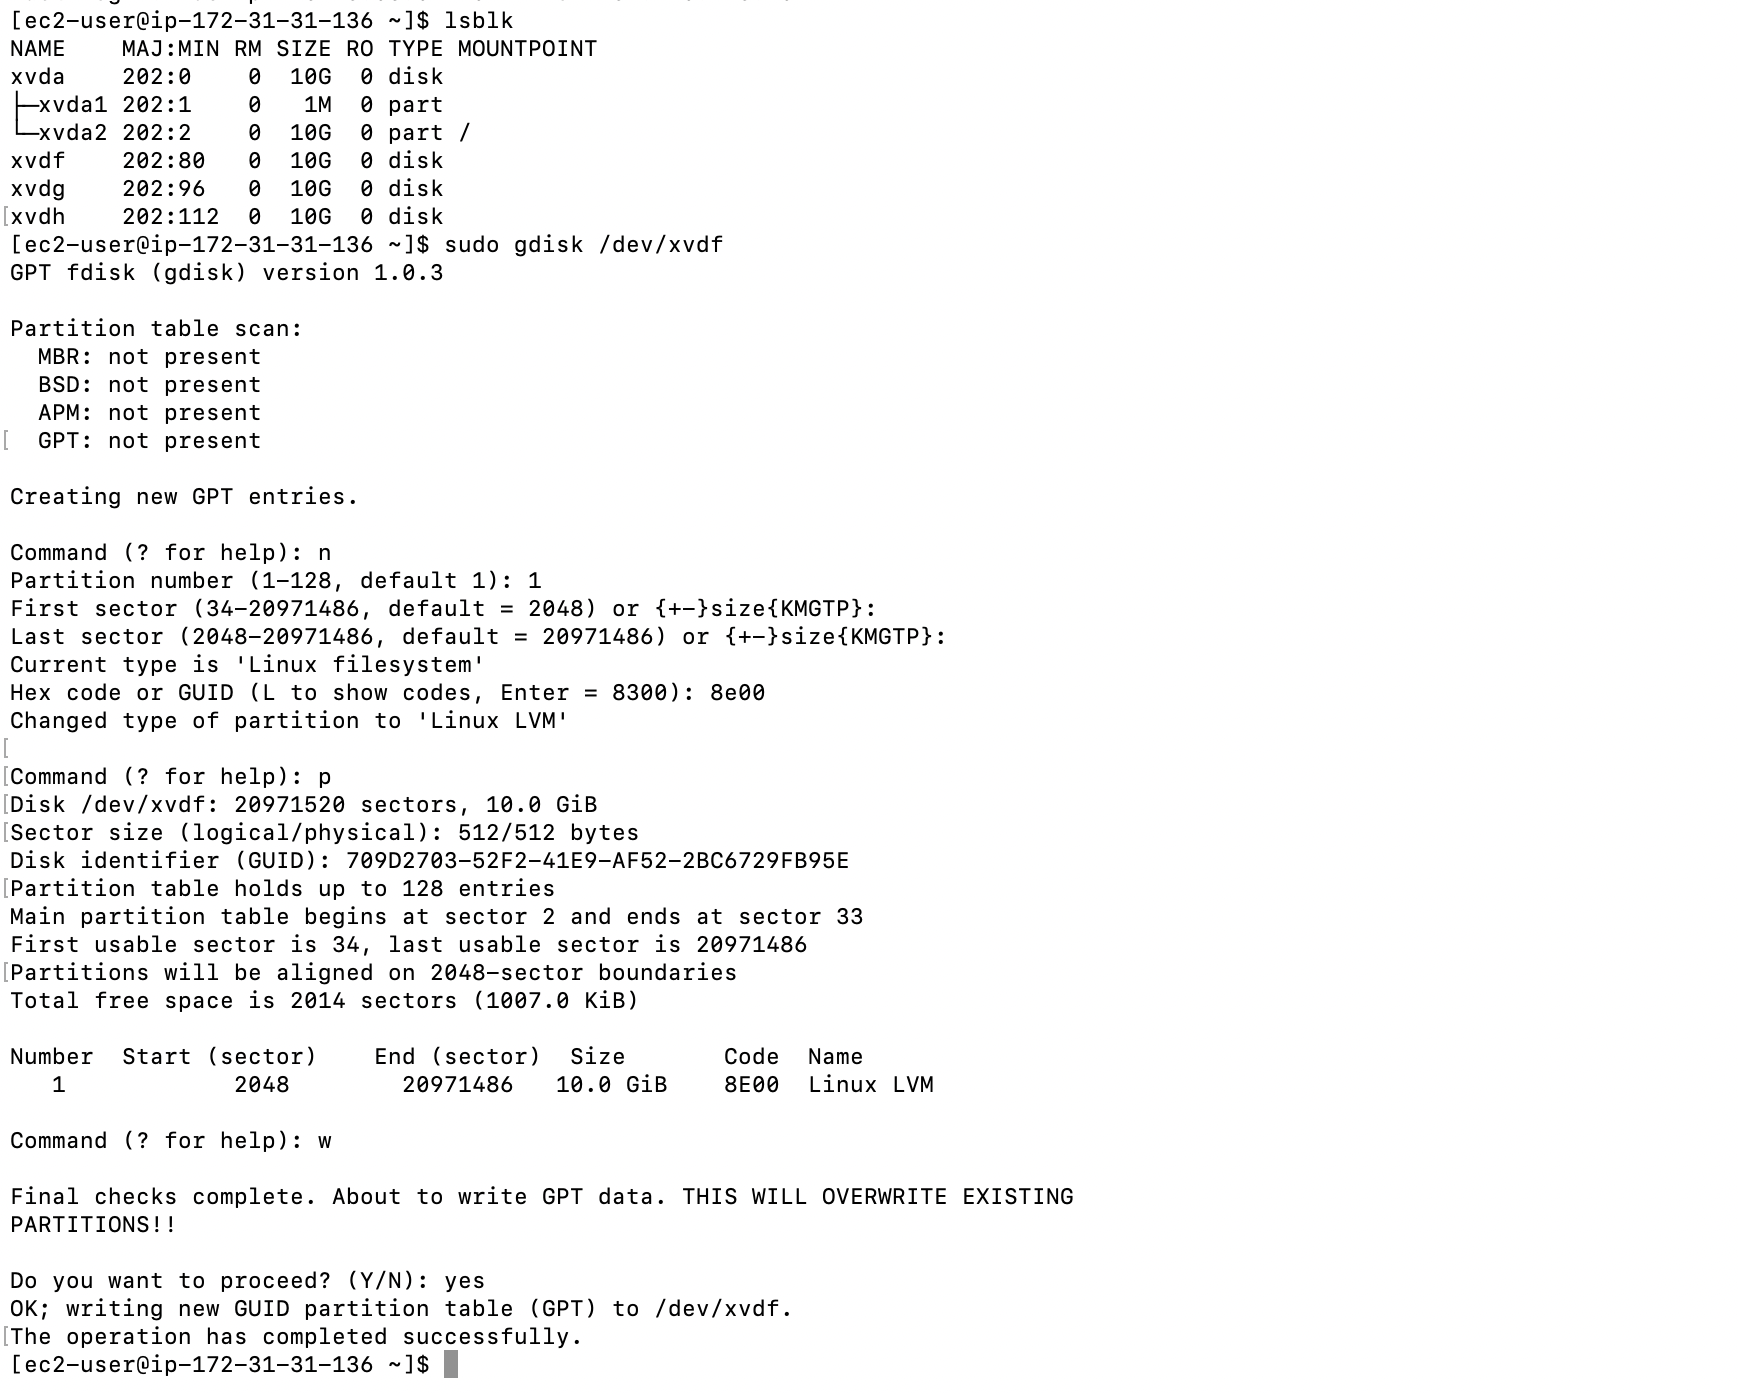 [ec2-user@ip-172-31-31-136 ~]$ lsblk
NAME    MAJ:MIN RM SIZE RO TYPE MOUNTPOINT
xvda    202:0    0  10G  0 disk
├─xvda1 202:1    0   1M  0 part
└─xvda2 202:2    0  10G  0 part /
xvdf    202:80   0  10G  0 disk
xvdg    202:96   0  10G  0 disk
xvdh    202:112  0  10G  0 disk
[ec2-user@ip-172-31-31-136 ~]$ sudo gdisk /dev/xvdf
GPT fdisk (gdisk) version 1.0.3
Partition table scan:
  MBR: not present
  BSD: not present
  APM: not present
  GPT: not present
Creating new GPT entries.
Command (? for help): n
Partition number (1-128, default 1): 1
First sector (34-20971486, default = 2048) or {+-}size{KMGTP}:
Last sector (2048-20971486, default = 20971486) or {+-}size{KMGTP}:
Current type is 'Linux filesystem'
Hex code or GUID (L to show codes, Enter = 8300): 8e00
Changed type of partition to 'Linux LVM'
Command (? for help): p
Disk /dev/xvdf: 20971520 sectors, 10.0 GiB
Sector size (logical/physical): 512/512 bytes
Disk identifier (GUID): 709D2703-52F2-41E9-AF52-2BC6729FB95E
Partition table holds up to 128 entries
Main partition table begins at sector 2 and ends at sector 33
First usable sector is 34, last usable sector is 20971486
Partitions will be aligned on 2048-sector boundaries
Total free space is 2014 sectors (1007.0 KiB)
Number  Start (sector)    End (sector)  Size       Code  Name
   1            2048        20971486   10.0 GiB    8E00  Linux LVM
Command (? for help): w
Final checks complete. About to write GPT data. THIS WILL OVERWRITE EXISTING
PARTITIONS!!
Do you want to proceed? (Y/N): yes
OK; writing new GUID partition table (GPT) to /dev/xvdf.
The operation has completed successfully.
[ec2-user@ip-172-31-31-136 ~]$